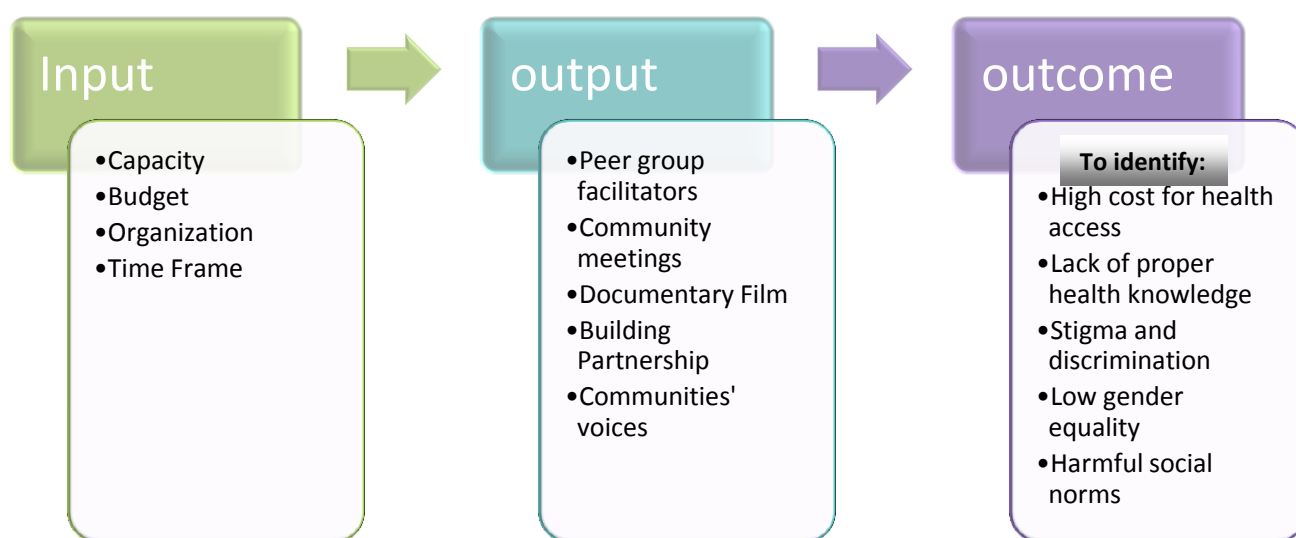 Input
•Capacity
•Budget
•Organization
•Time Frame
output
•Peer group
facilitators
•Community
meetings
•Documentary Film
•Building
Partnership
•Communities'
voices
outcome
To identify:
•High cost for health
access
•Lack of proper
health knowledge
•Stigma and
discrimination
•Low gender
equality
•Harmful social
norms